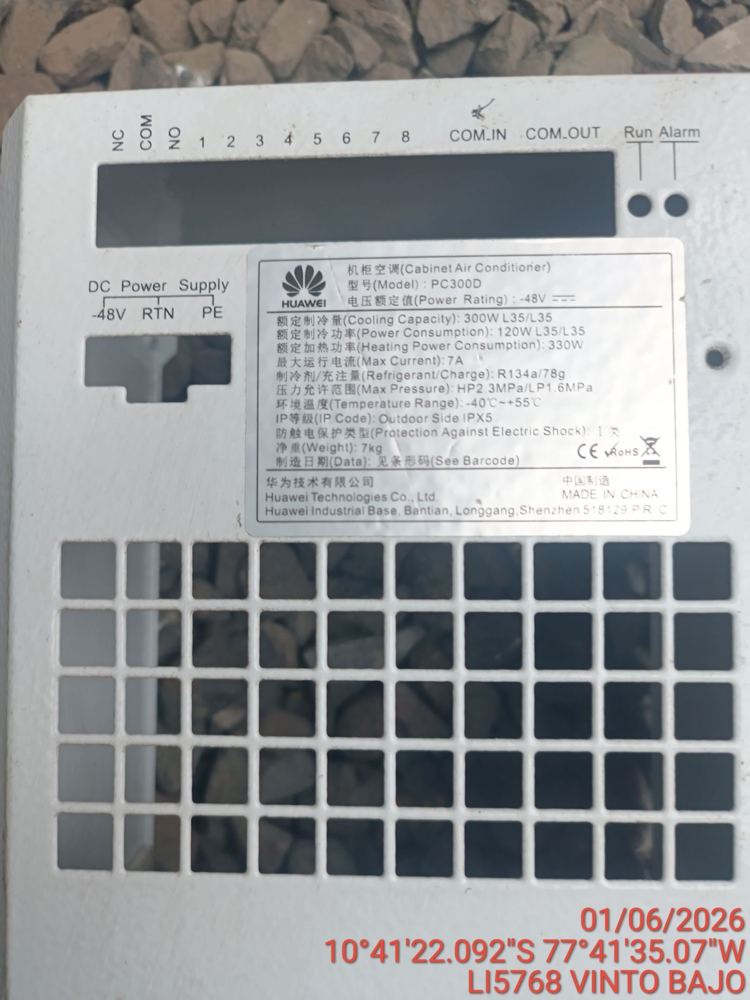 NC COM NO 1 2 3 4 5 6 7 8 COM_IN COM_OUT Run Alarm
DC Power Supply
-48V RTN PE
HUAWEI
机柜空调(Cabinet Air Conditioner)
型号(Model) : PC300D
电压额定值(Power Rating) : -48V
额定制冷量(Cooling Capacity): 300W L35/L35
额定制冷功率(Power Consumption): 120W L35/L35
额定加热功率(Heating Power Consumption): 330W
最大运行电流(Max Current): 7A
制冷剂/充注量(Refrigerant/Charge): R134a/78g
压力允许范围(Max Pressure): HP2.3MPa/LP1.6MPa
环境温度(Temperature Range): -40℃~+55℃
IP等级(IP Code): Outdoor Side IPX5
防触电保护类型(Protection Against Electric Shock): I 类
净重(Weight): 7kg
CE RoHS
制造日期(Data): 见条形码(See Barcode)
华为技术有限公司
Huawei Technologies Co., Ltd.
中国制造
MADE IN CHINA
Huawei Industrial Base, Bantian, Longgang,Shenzhen 518129,P R C
01/06/2026
10°41'22.092"S 77°41'35.07"W
LI5768 VINTO BAJO